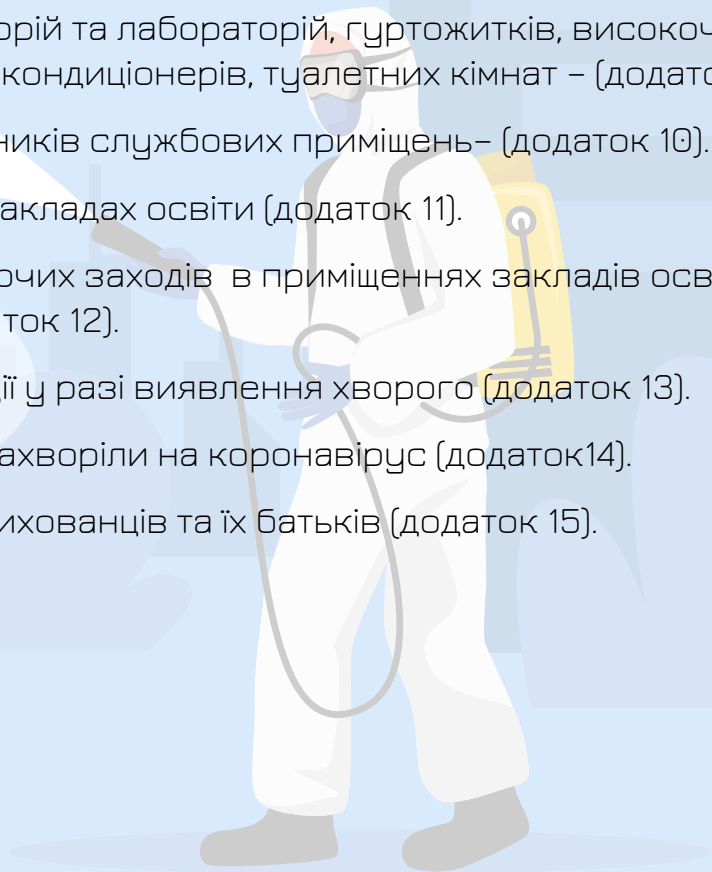 орій та лабораторій, гуртожитків, височ
кондиціонерів, туалетних кімнат – (додато
ників службових приміщень– (додаток 10).
акладах освіти (додаток 11).
ючих заходів в приміщеннях закладів осв
ток 12).
ії у разі виявлення хворого (додаток 13).
ахворіли на коронавірус (додаток14).
ихованців та їх батьків (додаток 15).